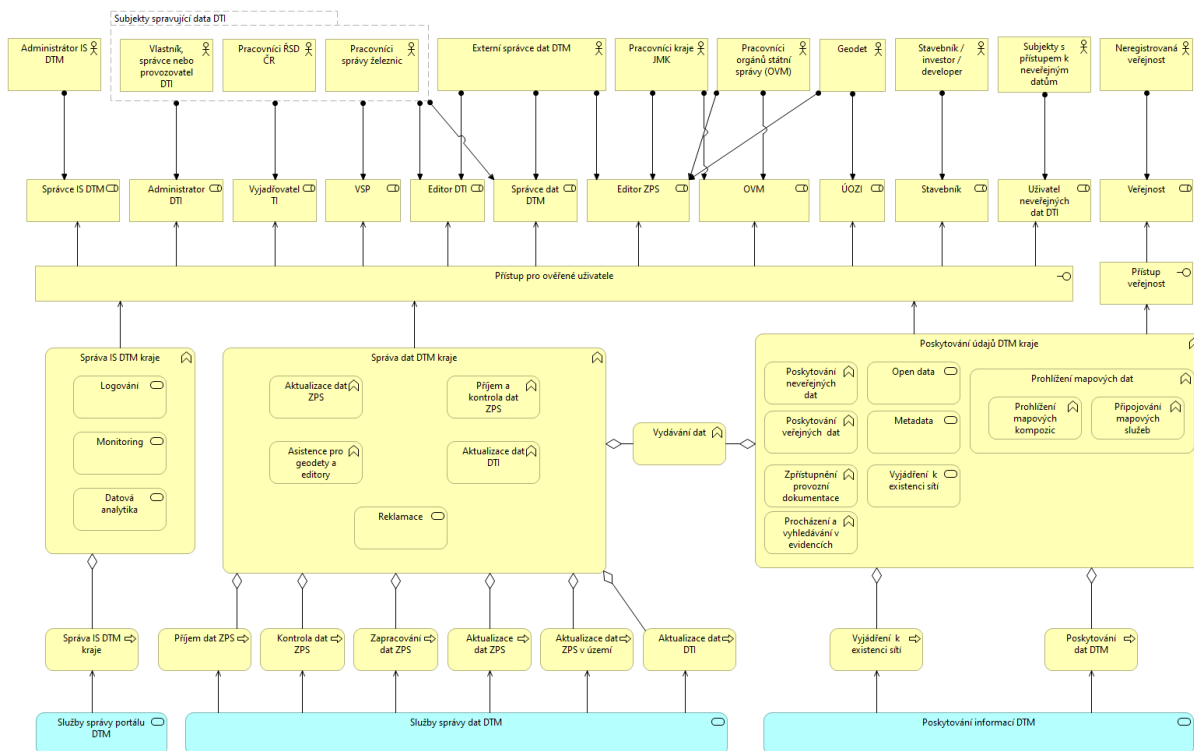 Subjekty spravující data DTI
Administrátor IS
DTM
Vlastník,
správce nebo
provozovatel
DTI
Pracovníci ŘSD
ČR
Pracovníci
správy železnic
Externí správce dat DTM
Pracovníci kraje
JMK
Pracovníci
orgánů státní
správy (OVM)
Geodet
Stavebník /
investor /
developer
Subjekty s
přístupem k
neveřejným
datům
Neregistrovaná
veřejnost
Správce IS DTM
Administrator
DTI
Vyjadřovatel
TI
VSP
Editor DTI
Správce dat
DTM
Editor ZPS
OVM
ÚOZI
Stavebník
Uživatel
neveřejných
dat DTI
Veřejnost
Přístup pro ověřené uživatele
Přístup
veřejnost
Správa IS DTM kraje
Logování
Monitoring
Datová
analytika
Správa dat DTM kraje
Aktualizace dat
ZPS
Příjem a
kontrola dat
ZPS
Asistence pro
geodety a
editory
Aktualizace dat
DTI
Reklamace
Vydávání dat
Poskytování údajů DTM kraje
Poskytování
neveřejných
dat
Open data
Prohlížení mapových dat
Prohlížení
mapových
kompozic
Připojování
mapových
služeb
Poskytování
veřejných dat
Metadata
Zpřístupnění
provozní
dokumentace
Vyjádření k
existenci sítí
Procházení a
vyhledávání v
evidencích
Správa IS DTM
kraje
Příjem dat ZPS
Kontrola dat
ZPS
Zapracování
dat ZPS
Aktualizace
dat ZPS
Aktualizace dat
ZPS v území
Aktualizace dat
DTI
Vyjádření k
existenci sítí
Poskytování
dat DTM
Služby správy portálu
DTM
Služby správy dat DTM
Poskytování informací DTM